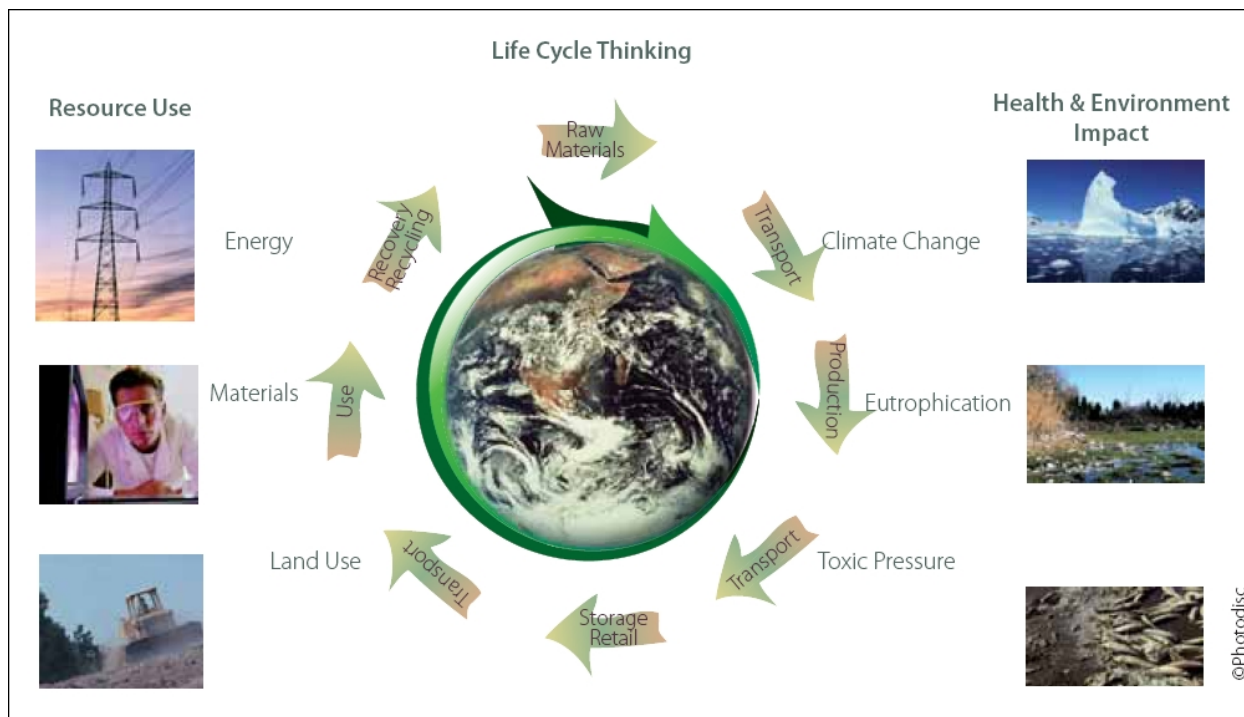 Life Cycle Thinking
Resource Use
Health & Environment
Impact
Raw
Materials
Transport
Production
Transport
Storage
Retail
Transport
Use
Recovery
Recycling
Energy
Materials
Land Use
Climate Change
Eutrophication
Toxic Pressure
©Photodisc